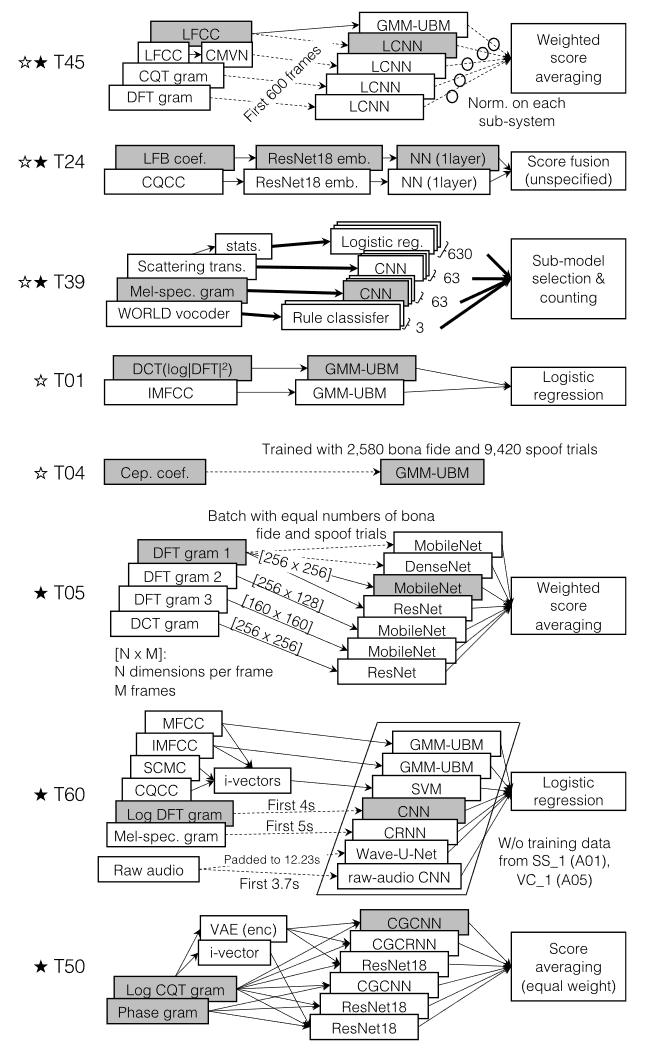 LFCC
GMM-UBM
LCNN
☆★ T45
LFCC
CMVN
LCNN
CQT gram
LCNN
DFT gram
LCNN
First 600 frames
Weighted
score
averaging
Norm. on each
sub-system
☆★ T24
LFB coef.
ResNet18 emb.
NN (1layer)
CQCC
ResNet18 emb.
NN (1layer)
Score fusion
(unspecified)
☆★ T39
stats.
Logistic reg.
630
Scattering trans.
CNN
63
Mel-spec. gram
CNN
63
WORLD vocoder
Rule classisfer
3
Sub-model
selection &
counting
☆ T01
DCT(log|DFT|²)
GMM-UBM
IMFCC
GMM-UBM
Logistic
regression
Trained with 2,580 bona fide and 9,420 spoof trials
☆ T04
Cep. coef.
GMM-UBM
Batch with equal numbers of bona
fide and spoof trials
★ T05
DFT gram 1
DFT gram 2
DFT gram 3
DCT gram
[256 x 256]
[256 x 128]
[160 x 160]
[256 x 256]
MobileNet
DenseNet
MobileNet
ResNet
MobileNet
MobileNet
ResNet
Weighted
score
averaging
[N x M]:
N dimensions per frame
M frames
★ T60
MFCC
IMFCC
SCMC
CQCC
i-vectors
Log DFT gram
First 4s
Mel-spec. gram
First 5s
Raw audio
Padded to 12.23s
First 3.7s
GMM-UBM
GMM-UBM
SVM
CNN
CRNN
Wave-U-Net
raw-audio CNN
Logistic
regression
W/o training data
from SS_1 (A01),
VC_1 (A05)
★ T50
VAE (enc)
i-vector
Log CQT gram
Phase gram
CGCNN
CGCRNN
ResNet18
CGCNN
ResNet18
ResNet18
Score
averaging
(equal weight)